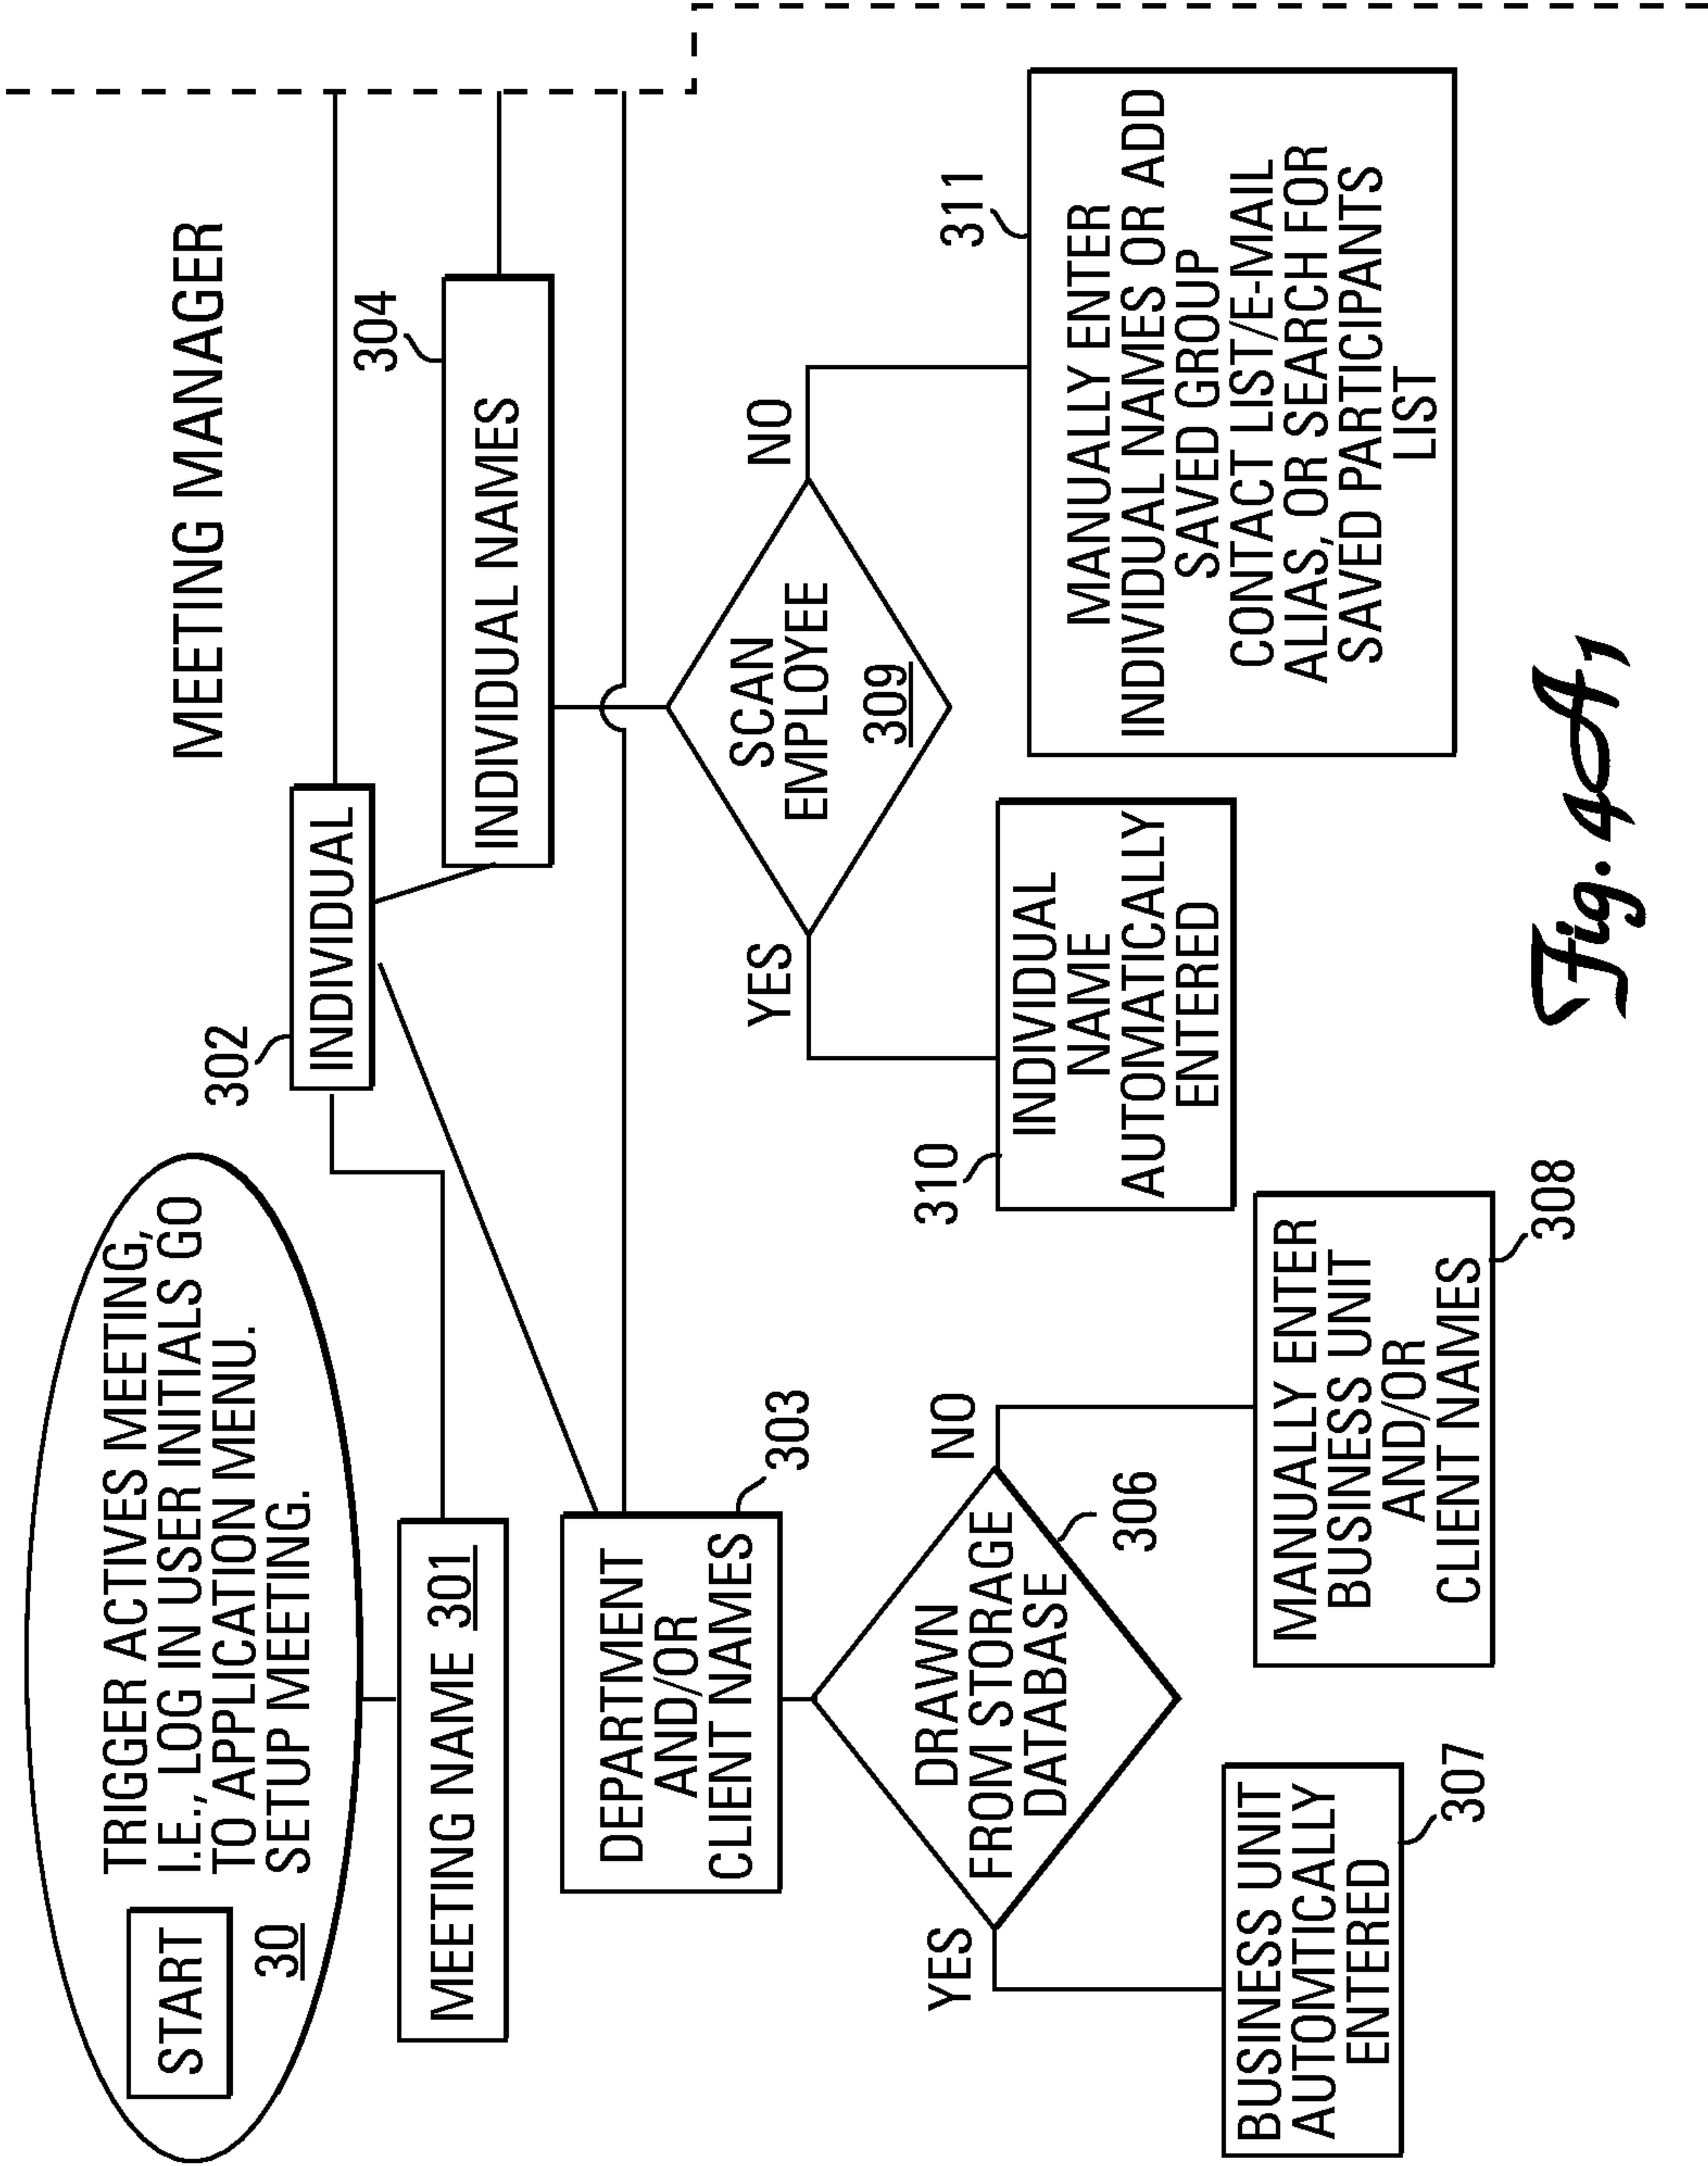 MEETING MANAGER
TRIGGER ACTIVES MEETING,
I.E., LOG IN USER INITIALS GO
TO APPLICATION MENU.
SETUP MEETING.
START
30
MEETING NAME 301
302
INDIVIDUAL
304
INDIVIDUAL NAMES
DEPARTMENT
AND/OR
CLIENT NAMES
303
DRAWN
FROM STORAGE
DATABASE
306
YES
NO
BUSINESS UNIT
AUTOMITICALLY
ENTERED
307
MANUALLY ENTER
BUSINESS UNIT
AND/OR
CLIENT NAMES
308
SCAN
EMPLOYEE
309
YES
NO
310
INDIVIDUAL
NAME
AUTOMATICALLY
ENTERED
311
MANUALLY ENTER
INDIVIDUAL NAMES OR ADD
SAVED GROUP
CONTACT LIST/E-MAIL
ALIAS, OR SEARCH FOR
SAVED PARTICIPANTS
LIST
Fig. 4A1